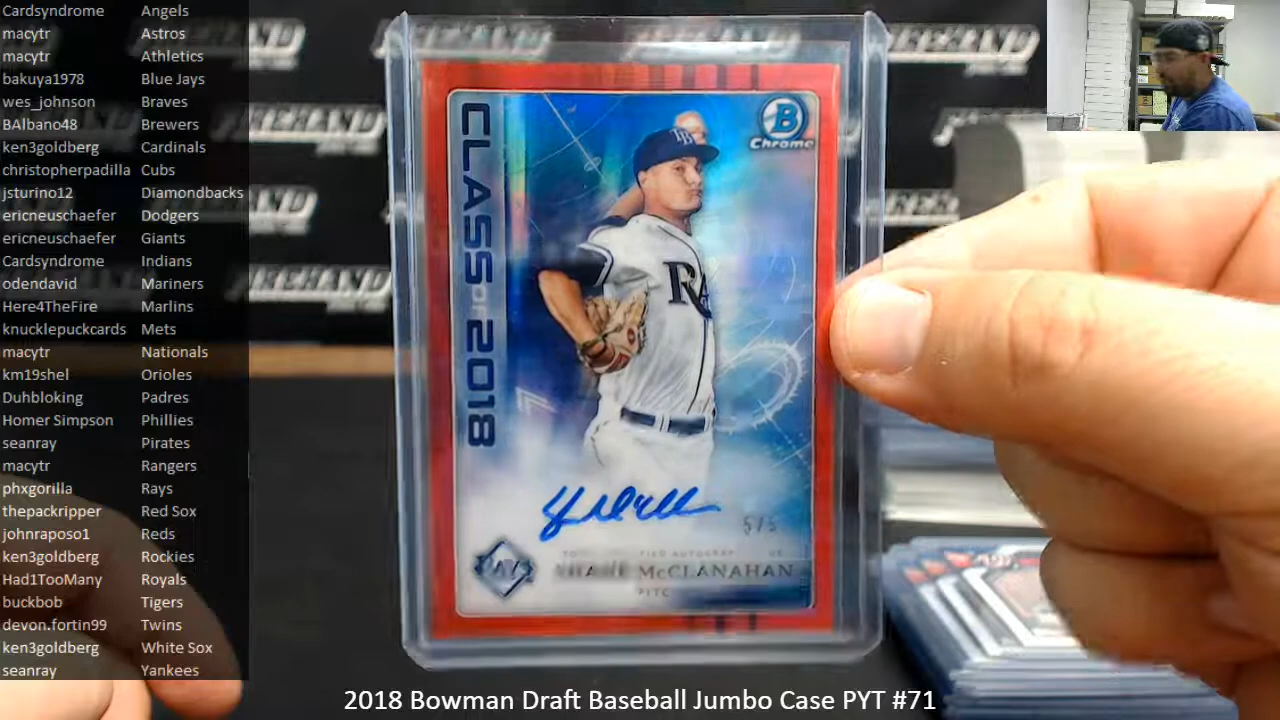 Cardsyndrome Angels
macytr Astros
macytr Athletics
bakuya1978 Blue Jays
wes_johnson Braves
BAlbano48 Brewers
ken3goldberg Cardinals
christopherpadilla Cubs
jsturino12 Diamondbacks
ericneuschaefer Dodgers
ericneuschaefer Giants
Cardsyndrome Indians
odendavid Mariners
Here4TheFire Marlins
knucklepuckcards Mets
macytr Nationals
km19shel Orioles
Duhbloking Padres
Homer Simpson Phillies
seanray Pirates
macytr Rangers
phxgorilla Rays
thepackripper Red Sox
johnraposo1 Reds
ken3goldberg Rockies
Had1TooMany Royals
buckbob Tigers
devon.fortin99 Twins
ken3goldberg White Sox
seanray Yankees
CLASS OF 2018
B
Chrome
TB
5/5
AUTOGRAPH
McCLANAHAN
2018 Bowman Draft Baseball Jumbo Case PYT #71